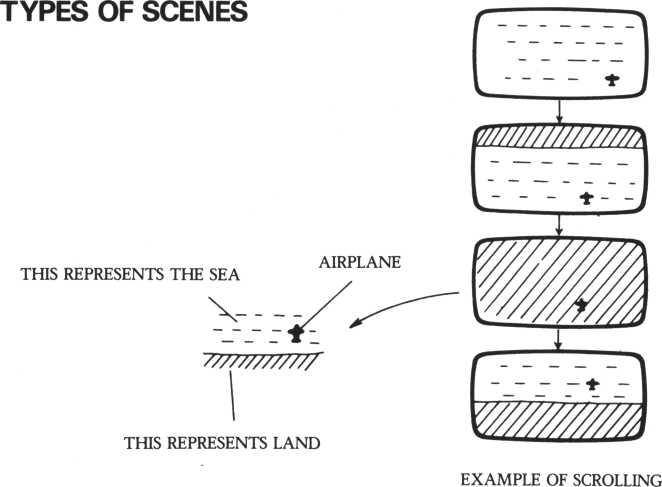 TYPES OF SCENES
THIS REPRESENTS THE SEA
AIRPLANE
THIS REPRESENTS LAND
EXAMPLE OF SCROLLING